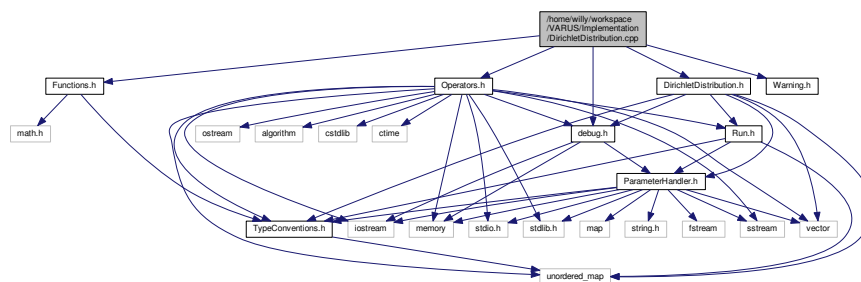 /home/willy/workspace
/VARUS/Implementation
/DirichletDistribution.cpp
Functions.h
Operators.h
DirichletDistribution.h
Warning.h
math.h
ostream
algorithm
cstdlib
ctime
debug.h
Run.h
ParameterHandler.h
TypeConventions.h
iostream
memory
stdio.h
stdlib.h
map
string.h
fstream
sstream
vector
unordered_map